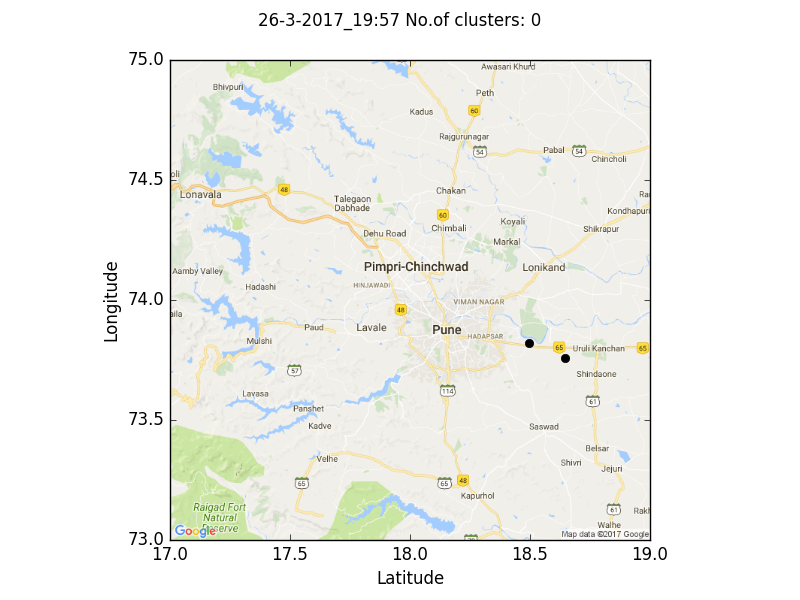 26-3-2017_19:57 No.of clusters: 0
75.0
Awasari Khurd
Bhivpuri
Peth
Kadus
60
Rajgurunagar
54
Pabal
54
Chincholi
74.5
oli
Lonavala
48
Chakan
Talegaon
Dabhade
60
Kondhapuri
Koyali
Chimbali
Shikrapur
Dehu Road
Markal
Pimpri-Chinchwad
Lonikand
Aamby Valley
Hadashi
HINJAWADI
74.0
VIMAN NAGAR
aila
48
Paud
Lavale
Pune
HADAPSAR
Mulshi
65
Uruli Kanchan
65
57
Shindaone
Lavasa
114
61
Panshet
73.5
Kadve
Saswad
Belsar
Velhe
Shivri
Jejuri
65
65
48
Kapurhol
Raigad Fort
Natural
Reserve
61
Walhe
Google
Map data ©2017 Google
73.0
17.0
17.5
18.0
18.5
19.0
Longitude
Latitude